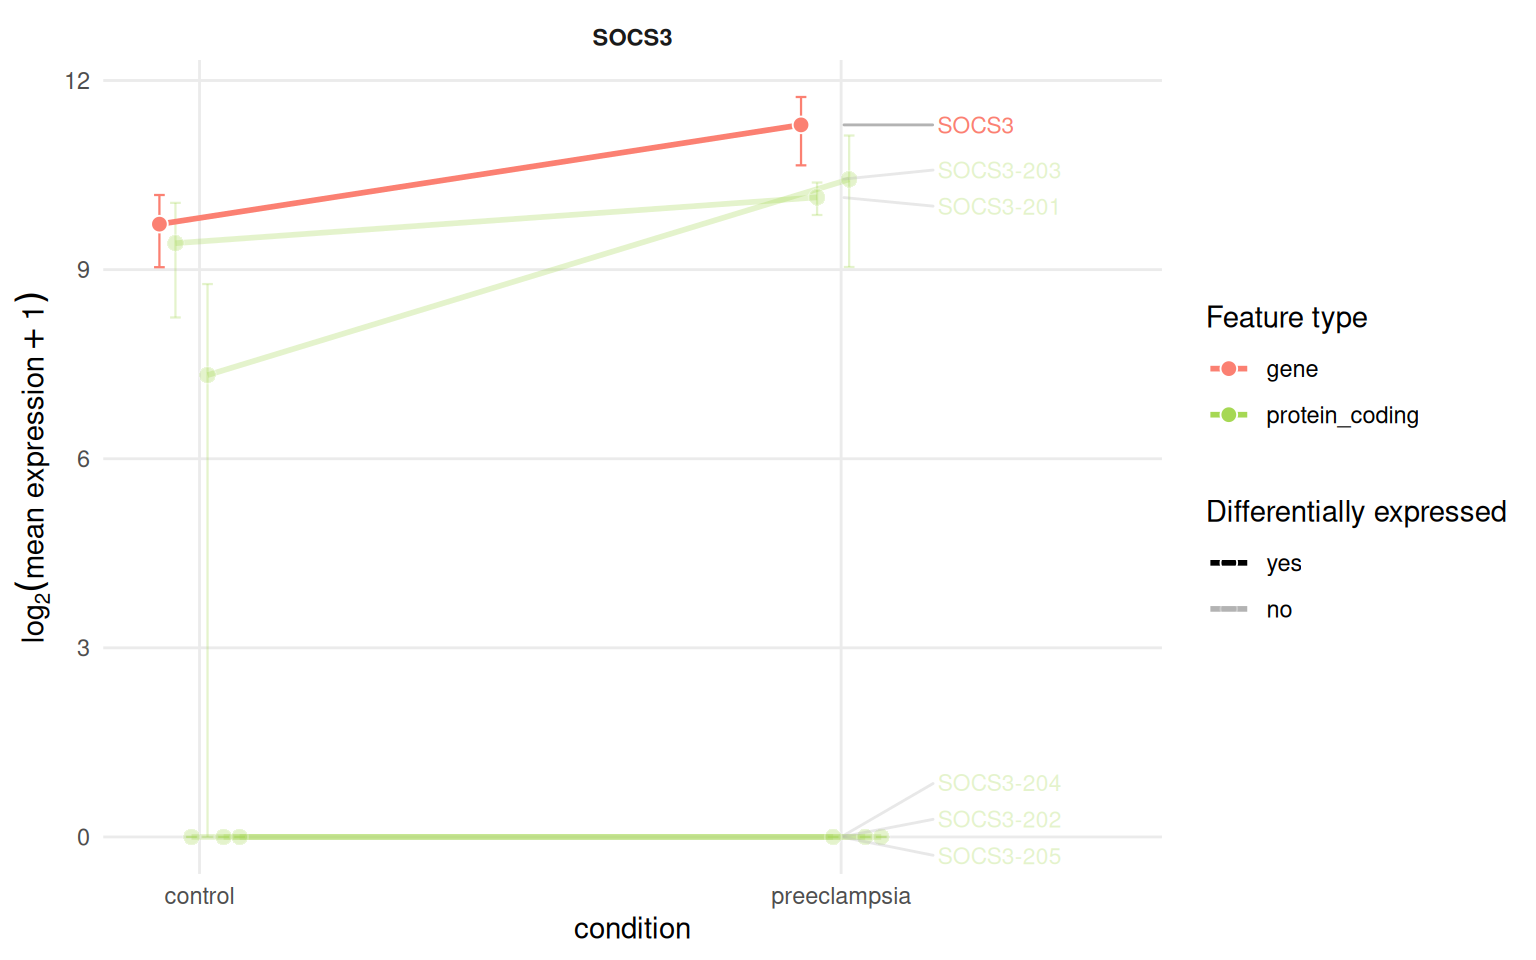 SOCS3
12
9
6
3
0
log2(mean expression + 1)
SOCS3
SOCS3-203
SOCS3-201
SOCS3-204
SOCS3-202
SOCS3-205
control
preeclampsia
condition
Feature type
gene
protein_coding
Differentially expressed
yes
no